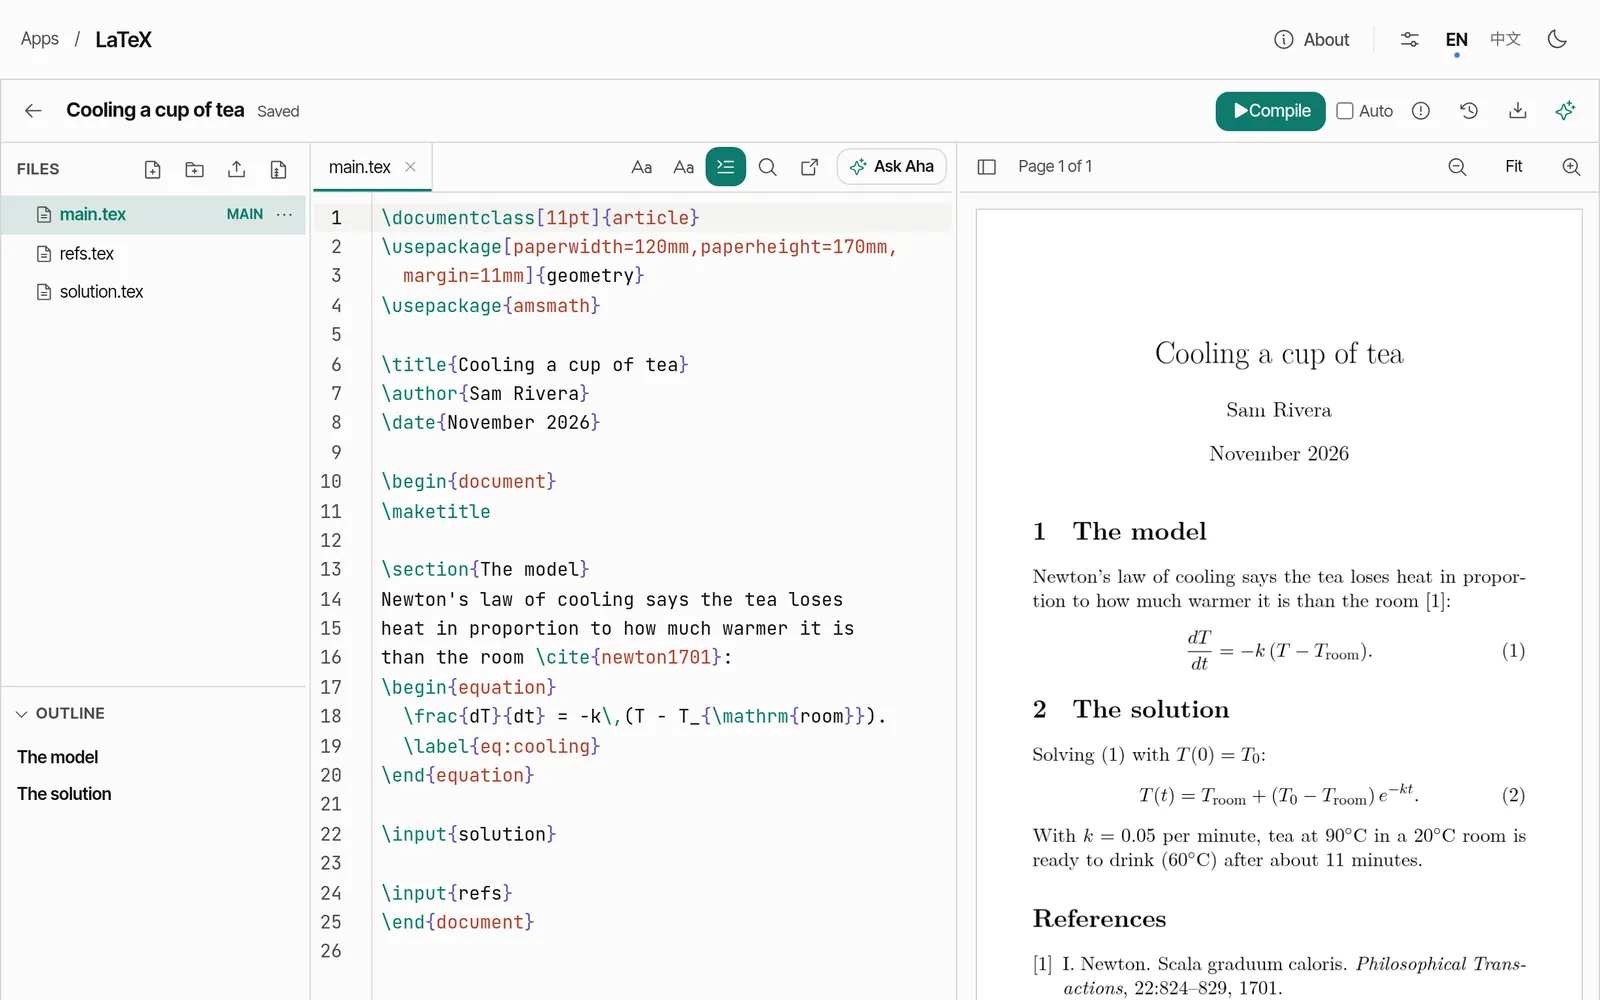 Apps / LaTeX
About
EN
中文
Cooling a cup of tea Saved
Compile
Auto
FILES
main.tex MAIN
refs.tex
solution.tex
OUTLINE
The model
The solution
main.tex
Aa
Aa
Ask Aha
1 \documentclass[11pt]{article}
2 \usepackage[paperwidth=120mm,paperheight=170mm,
3 margin=11mm]{geometry}
4 \usepackage{amsmath}
5
6 \title{Cooling a cup of tea}
7 \author{Sam Rivera}
8 \date{November 2026}
9
10 \begin{document}
11 \maketitle
12
13 \section{The model}
14 Newton's law of cooling says the tea loses
15 heat in proportion to how much warmer it is
16 than the room \cite{newton1701}:
17 \begin{equation}
18 \frac{dT}{dt} = -k\,(T - T_{\mathrm{room}}).
19 \label{eq:cooling}
20 \end{equation}
21
22 \input{solution}
23
24 \input{refs}
25 \end{document}
26
Page 1 of 1
Fit
Cooling a cup of tea
Sam Rivera
November 2026
1 The model
Newton's law of cooling says the tea loses heat in propor-
tion to how much warmer it is than the room [1]:
dT/dt = −k (T − Troom). (1)
2 The solution
Solving (1) with T(0) = T0:
T(t) = Troom + (T0 − Troom) e^−kt. (2)
With k = 0.05 per minute, tea at 90°C in a 20°C room is
ready to drink (60°C) after about 11 minutes.
References
[1] I. Newton. Scala graduum caloris. Philosophical Trans-
actions, 22:824–829, 1701.